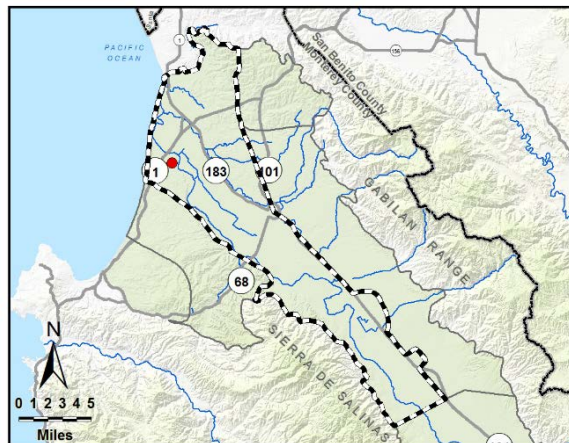 1
156
PACIFIC
OCEAN
San Benito County
Monterey County
1
183
101
GABILAN RANGE
68
SIERRA DE SALINAS
N
0 1 2 3 4 5
Miles